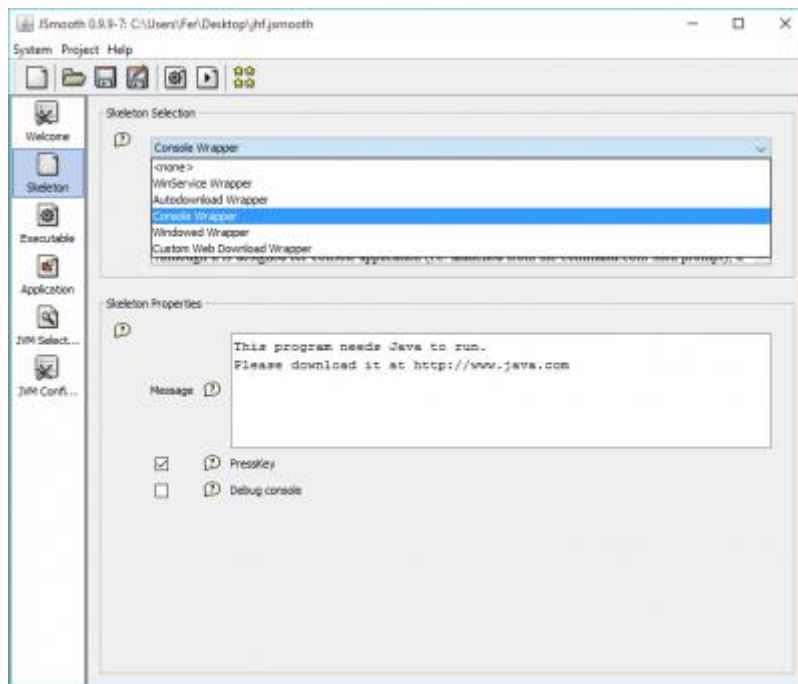 JSmooth 0.9.9-7: C:\Users\Fer\Desktop\jhf.jsmooth
System Project Help
Welcome
Skeleton
Executable
Application
JVM Select...
JVM Confi...
Skeleton Selection
Console Wrapper
<none>
WinService Wrapper
Autodownload Wrapper
Console Wrapper
Windowed Wrapper
Custom Web Download Wrapper
Skeleton Properties
This program needs Java to run.
Please download it at http://www.java.com
Message
PressKey
Debug console